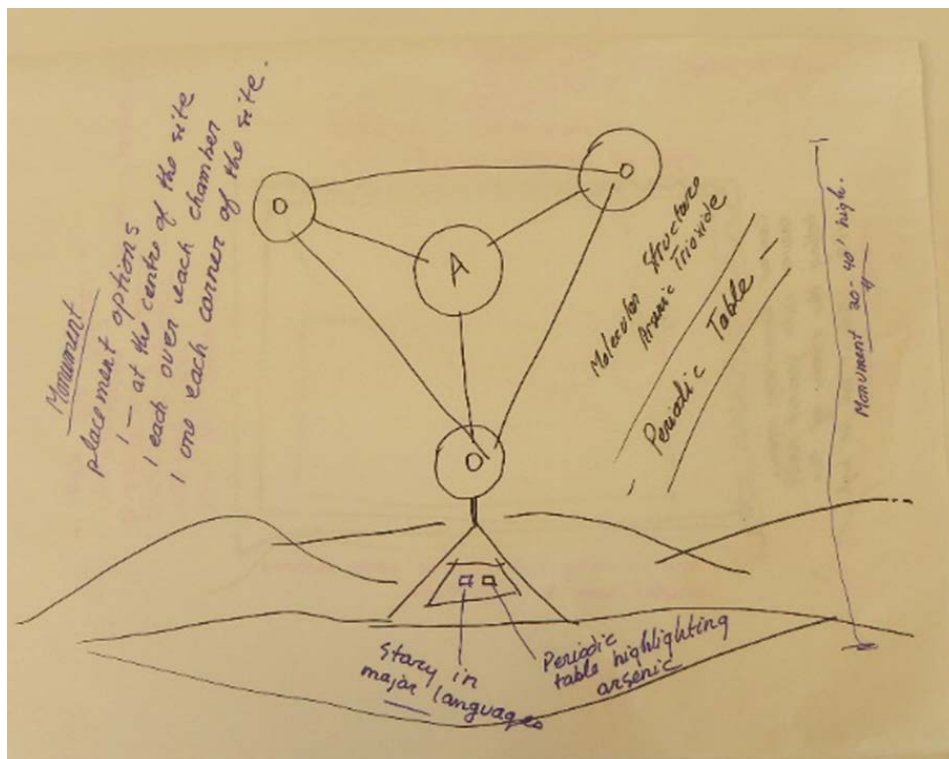 Monument
placement options
1 — at the centre of the site
1 each over each chamber
1 one each corner of the site.
O
O
A
O
Molecular Structure
Arsenic Trioxide
Periodic Table
Monument 30-40' high.
Story in
major languages
Periodic
table highlighting
arsenic